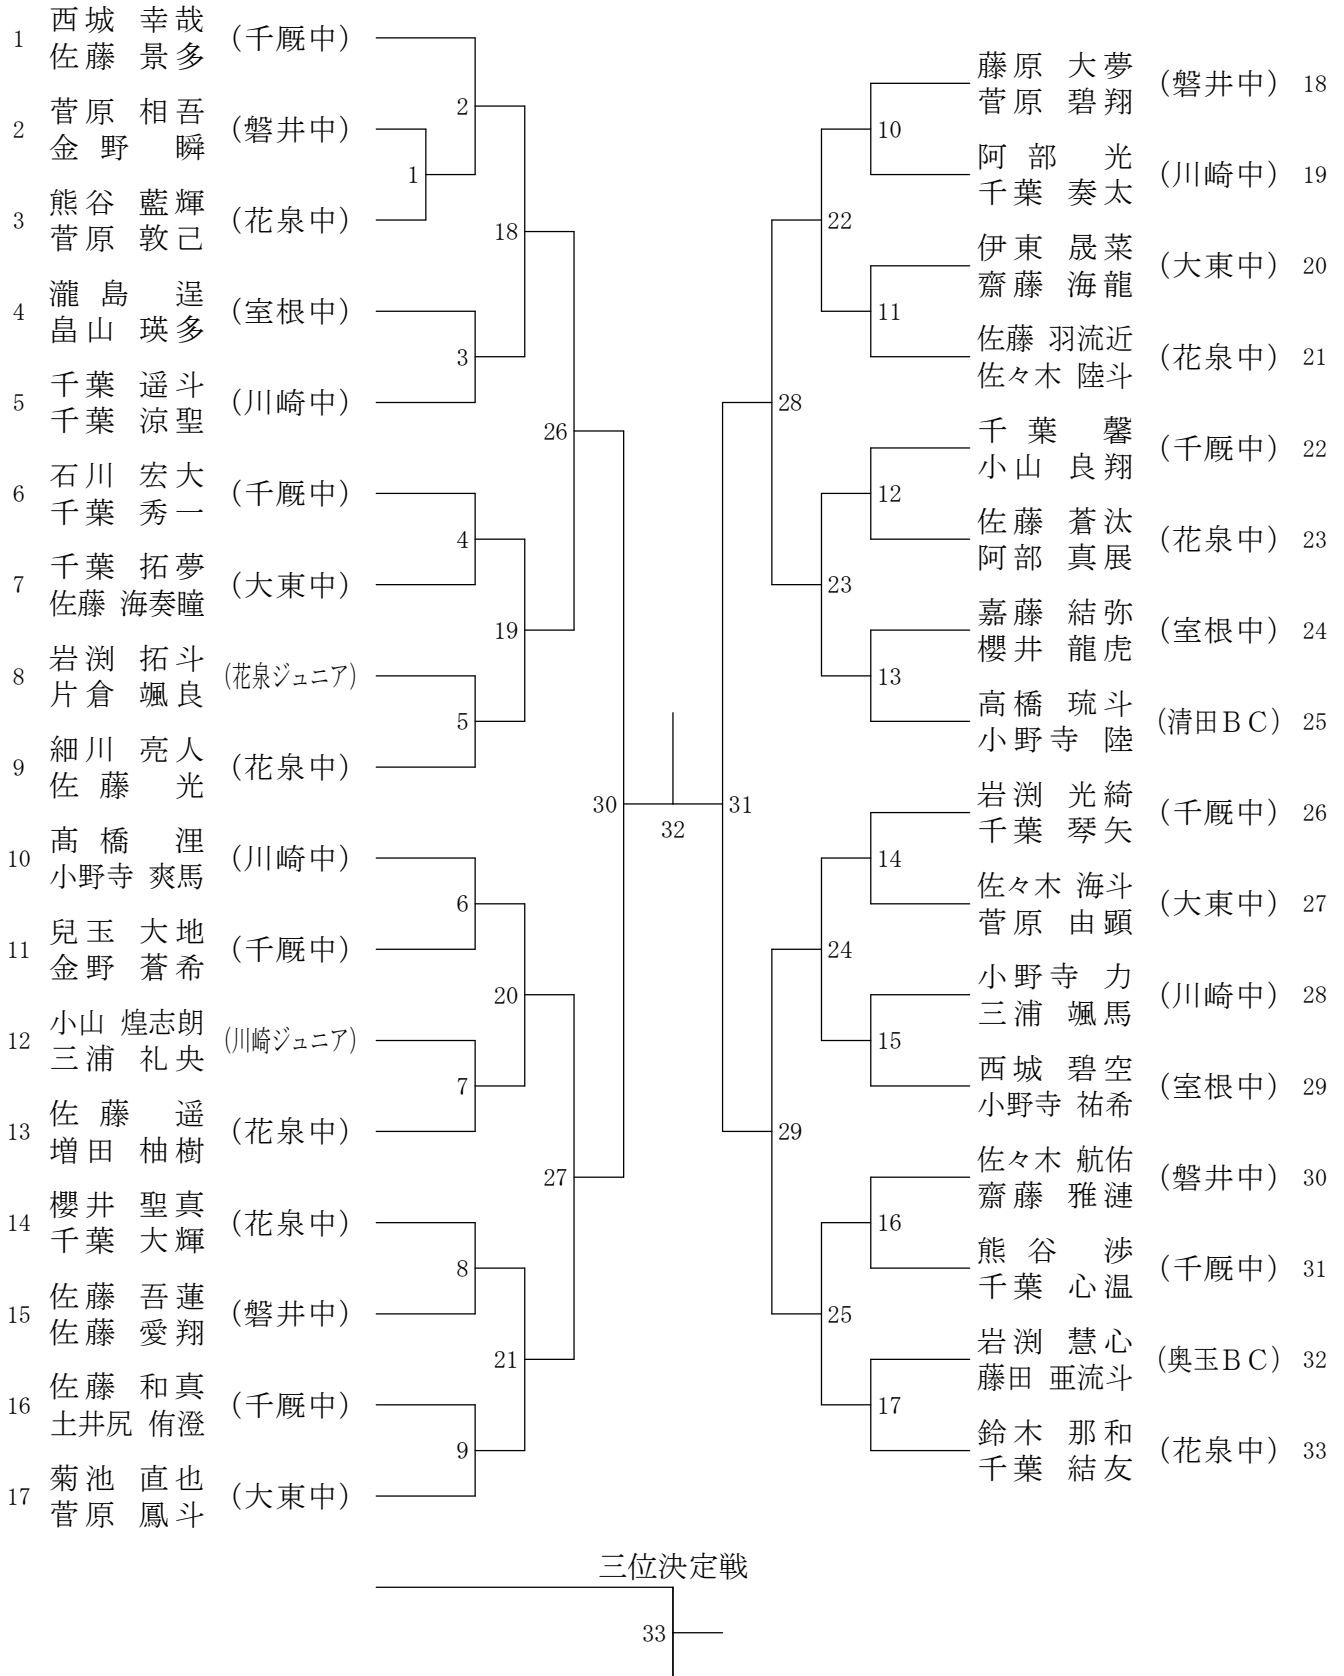 1 西城 幸哉 (千厩中)
佐藤 景多
2 菅原 相吾 (磐井中)
金野 瞬
3 熊谷 藍輝 (花泉中)
菅原 敦己
4 瀧島 逞 (室根中)
畠山 瑛多
5 千葉 遥斗 (川崎中)
千葉 涼聖
6 石川 宏大 (千厩中)
千葉 秀一
7 千葉 拓夢 (大東中)
佐藤 海奏瞳
8 岩渕 拓斗 (花泉ジュニア)
片倉 颯良
9 細川 亮人 (花泉中)
佐藤 光
10 髙橋 浬 (川崎中)
小野寺 爽馬
11 兒玉 大地 (千厩中)
金野 蒼希
12 小山 煌志朗 (川崎ジュニア)
三浦 礼央
13 佐藤 遥 (花泉中)
増田 柚樹
14 櫻井 聖真 (花泉中)
千葉 大輝
15 佐藤 吾蓮 (磐井中)
佐藤 愛翔
16 佐藤 和真 (千厩中)
土井尻 侑澄
17 菊池 直也 (大東中)
菅原 鳳斗
1
2
3
4
5
6
7
8
9
18
19
20
21
26
27
30
32
31
28
29
22
23
24
25
10
11
12
13
14
15
16
17
藤原 大夢 (磐井中) 18
菅原 碧翔
阿部 光 (川崎中) 19
千葉 奏太
伊東 晟菜 (大東中) 20
齋藤 海龍
佐藤 羽流近 (花泉中) 21
佐々木 陸斗
千葉 馨 (千厩中) 22
小山 良翔
佐藤 蒼汰 (花泉中) 23
阿部 真展
嘉藤 結弥 (室根中) 24
櫻井 龍虎
高橋 琉斗 (清田BC) 25
小野寺 陸
岩渕 光綺 (千厩中) 26
千葉 琴矢
佐々木 海斗 (大東中) 27
菅原 由顕
小野寺 力 (川崎中) 28
三浦 颯馬
西城 碧空 (室根中) 29
小野寺 祐希
佐々木 航佑 (磐井中) 30
齋藤 雅漣
熊谷 渉 (千厩中) 31
千葉 心温
岩渕 慧心 (奥玉BC) 32
藤田 亜流斗
鈴木 那和 (花泉中) 33
千葉 結友
三位決定戦
33